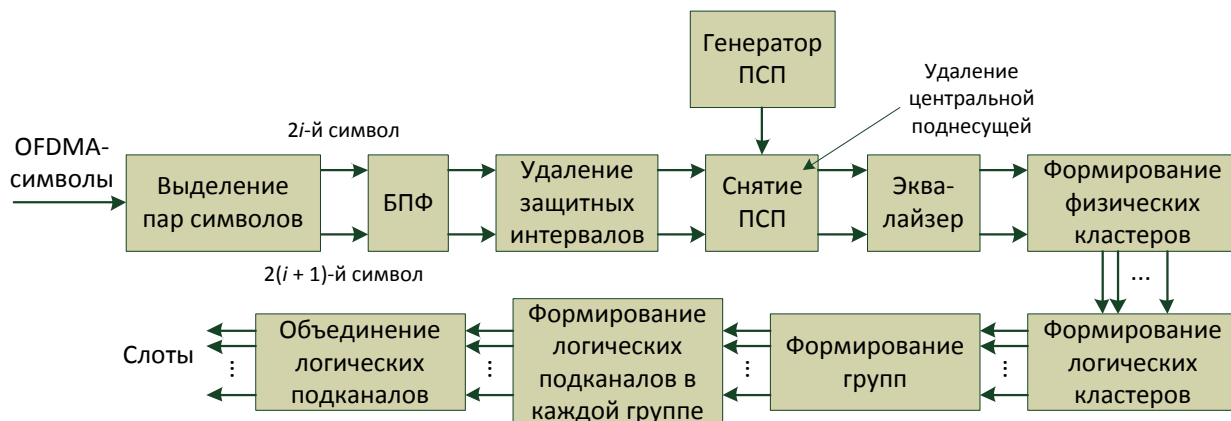 Генератор
ПСП
Удаление
центральной
поднесущей
OFDMA-
символы
2i-й символ
Выделение
пар символов
БПФ
Удаление
защитных
интервалов
Снятие
ПСП
Эква-
лайзер
Формирование
физических
кластеров
2(i + 1)-й символ
...
Слоты
...
Объединение
логических
подканалов
...
Формирование
логических
подканалов в
каждой группе
...
Формирование
групп
...
Формирование
логических
кластеров